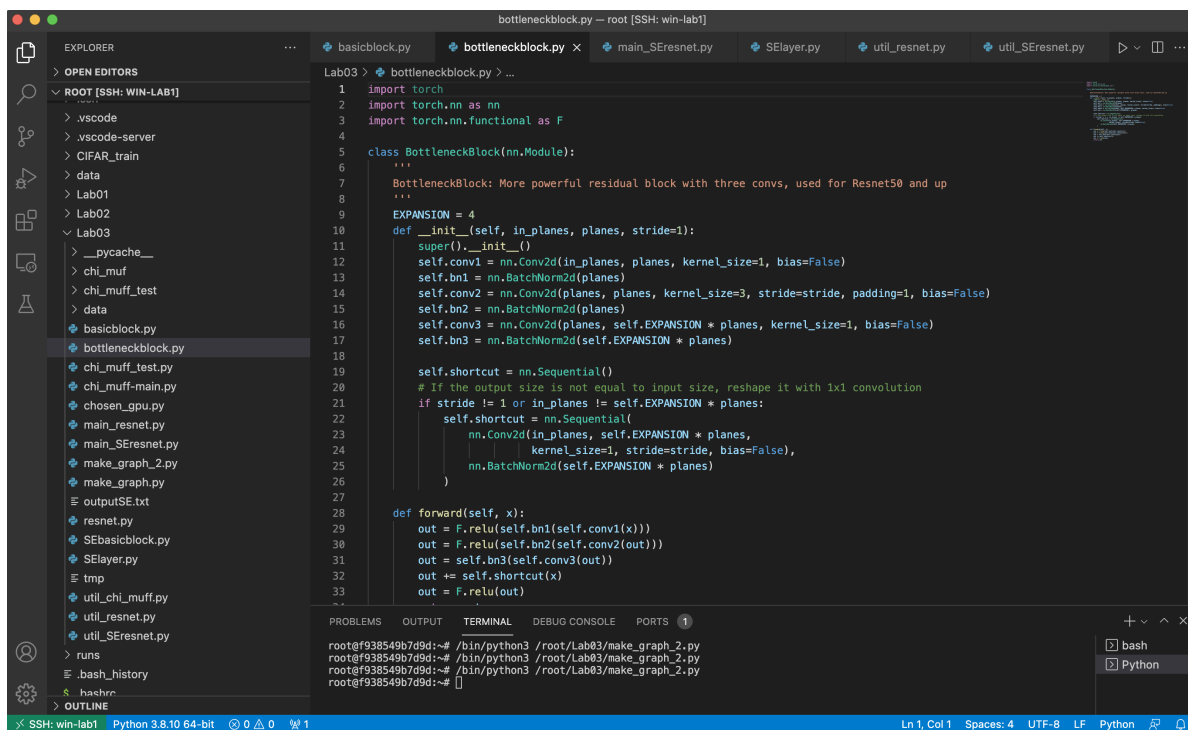 bottleneckblock.py — root [SSH: win-lab1]
EXPLORER
OPEN EDITORS
ROOT [SSH: WIN-LAB1]
.vscode
.vscode-server
CIFAR_train
data
Lab01
Lab02
Lab03
__pycache__
chi_muf
chi_muff_test
data
basicblock.py
bottleneckblock.py
chi_muff_test.py
chi_muff-main.py
chosen_gpu.py
main_resnet.py
main_SEresnet.py
make_graph_2.py
make_graph.py
outputSE.txt
resnet.py
SEbasicblock.py
SElayer.py
tmp
util_chi_muff.py
util_resnet.py
util_SEresnet.py
runs
.bash_history
.bashrc
OUTLINE
basicblock.py bottleneckblock.py main_SEresnet.py SElayer.py util_resnet.py util_SEresnet.py
Lab03 > bottleneckblock.py > ...
1 import torch
2 import torch.nn as nn
3 import torch.nn.functional as F
4
5 class BottleneckBlock(nn.Module):
6 '''
7 BottleneckBlock: More powerful residual block with three convs, used for Resnet50 and up
8 '''
9 EXPANSION = 4
10 def __init__(self, in_planes, planes, stride=1):
11 super().__init__()
12 self.conv1 = nn.Conv2d(in_planes, planes, kernel_size=1, bias=False)
13 self.bn1 = nn.BatchNorm2d(planes)
14 self.conv2 = nn.Conv2d(planes, planes, kernel_size=3, stride=stride, padding=1, bias=False)
15 self.bn2 = nn.BatchNorm2d(planes)
16 self.conv3 = nn.Conv2d(planes, self.EXPANSION * planes, kernel_size=1, bias=False)
17 self.bn3 = nn.BatchNorm2d(self.EXPANSION * planes)
18
19 self.shortcut = nn.Sequential()
20 # If the output size is not equal to input size, reshape it with 1x1 convolution
21 if stride != 1 or in_planes != self.EXPANSION * planes:
22 self.shortcut = nn.Sequential(
23 nn.Conv2d(in_planes, self.EXPANSION * planes,
24 kernel_size=1, stride=stride, bias=False),
25 nn.BatchNorm2d(self.EXPANSION * planes)
26 )
27
28 def forward(self, x):
29 out = F.relu(self.bn1(self.conv1(x)))
30 out = F.relu(self.bn2(self.conv2(out)))
31 out = self.bn3(self.conv3(out))
32 out += self.shortcut(x)
33 out = F.relu(out)
PROBLEMS OUTPUT TERMINAL DEBUG CONSOLE PORTS 1
root@f938549b7d9d:~# /bin/python3 /root/Lab03/make_graph_2.py
root@f938549b7d9d:~# /bin/python3 /root/Lab03/make_graph_2.py
root@f938549b7d9d:~# /bin/python3 /root/Lab03/make_graph_2.py
root@f938549b7d9d:~#
bash
Python
SSH: win-lab1 Python 3.8.10 64-bit 0 0 1 Ln 1, Col 1 Spaces: 4 UTF-8 LF Python